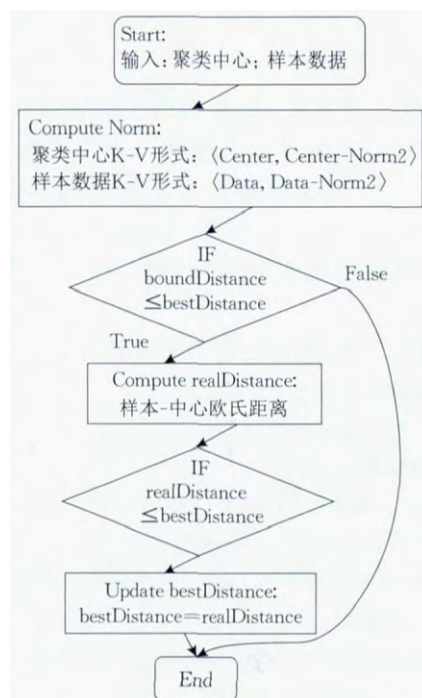 Start:
输入: 聚类中心; 样本数据
Compute Norm:
聚类中心K-V形式: 〈Center, Center-Norm2〉
样本数据K-V形式: 〈Data, Data-Norm2〉
IF
boundDistance
≤bestDistance
False
True
Compute realDistance:
样本-中心欧氏距离
IF
realDistance
≤bestDistance
Update bestDistance:
bestDistance=realDistance
End